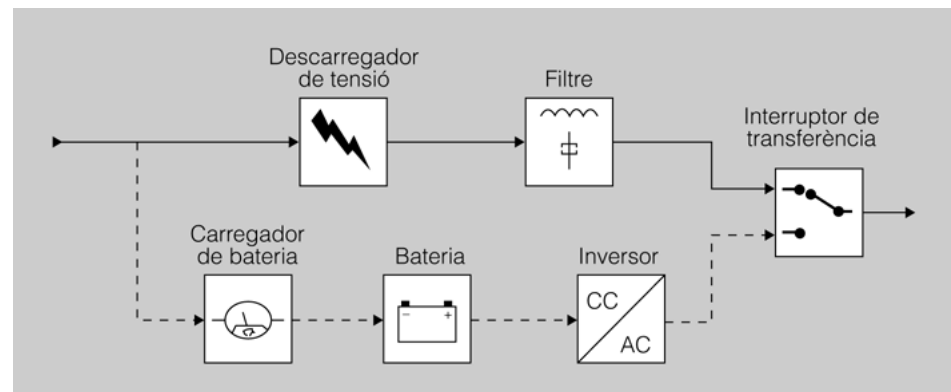 Descarregador
de tensió
Filtre
Interruptor de
transferència
Carregador
de bateria
Bateria
Inversor
- +
CC
AC